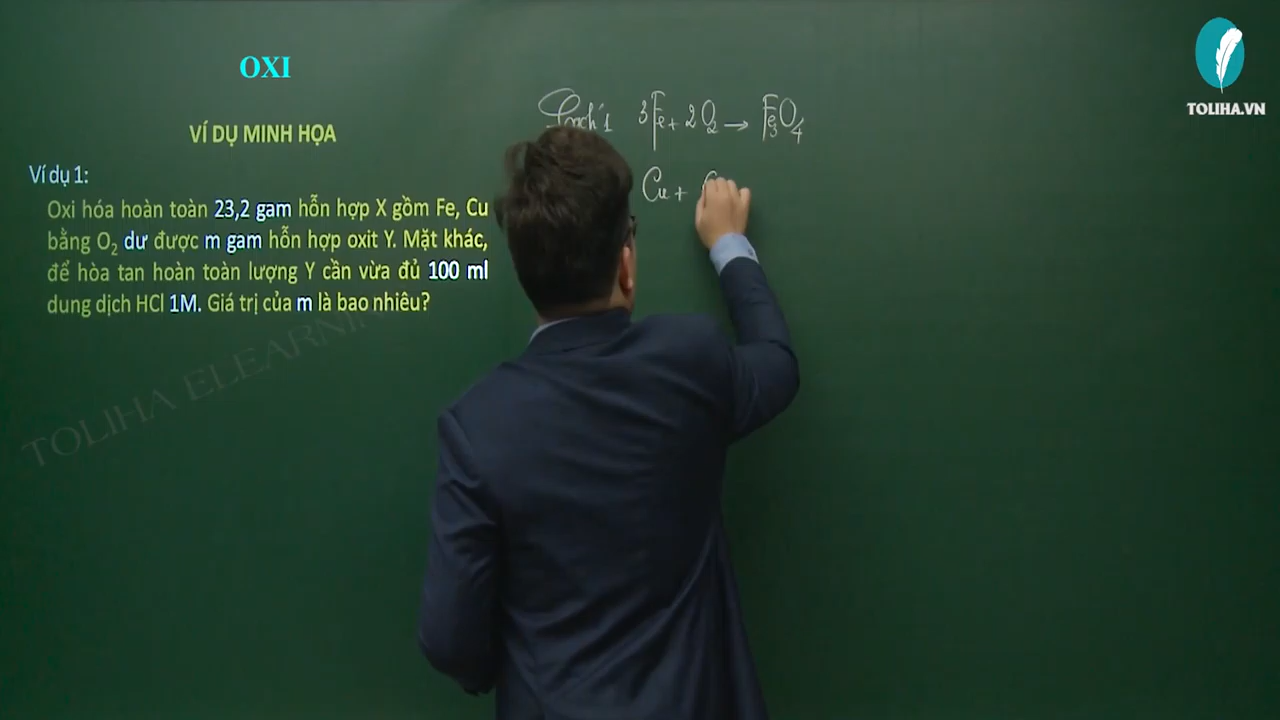 OXI
TOLIHA.VN
VÍ DỤ MINH HỌA
Ví dụ 1:
Oxi hóa hoàn toàn 23,2 gam hỗn hợp X gồm Fe, Cu
bằng O₂ dư được m gam hỗn hợp oxit Y. Mặt khác,
để hòa tan hoàn toàn lượng Y cần vừa đủ 100 ml
dung dịch HCl 1M. Giá trị của m là bao nhiêu?
3Fe + 2O₂ → Fe₃O₄
Cu +
TOLIHA ELEARNIN